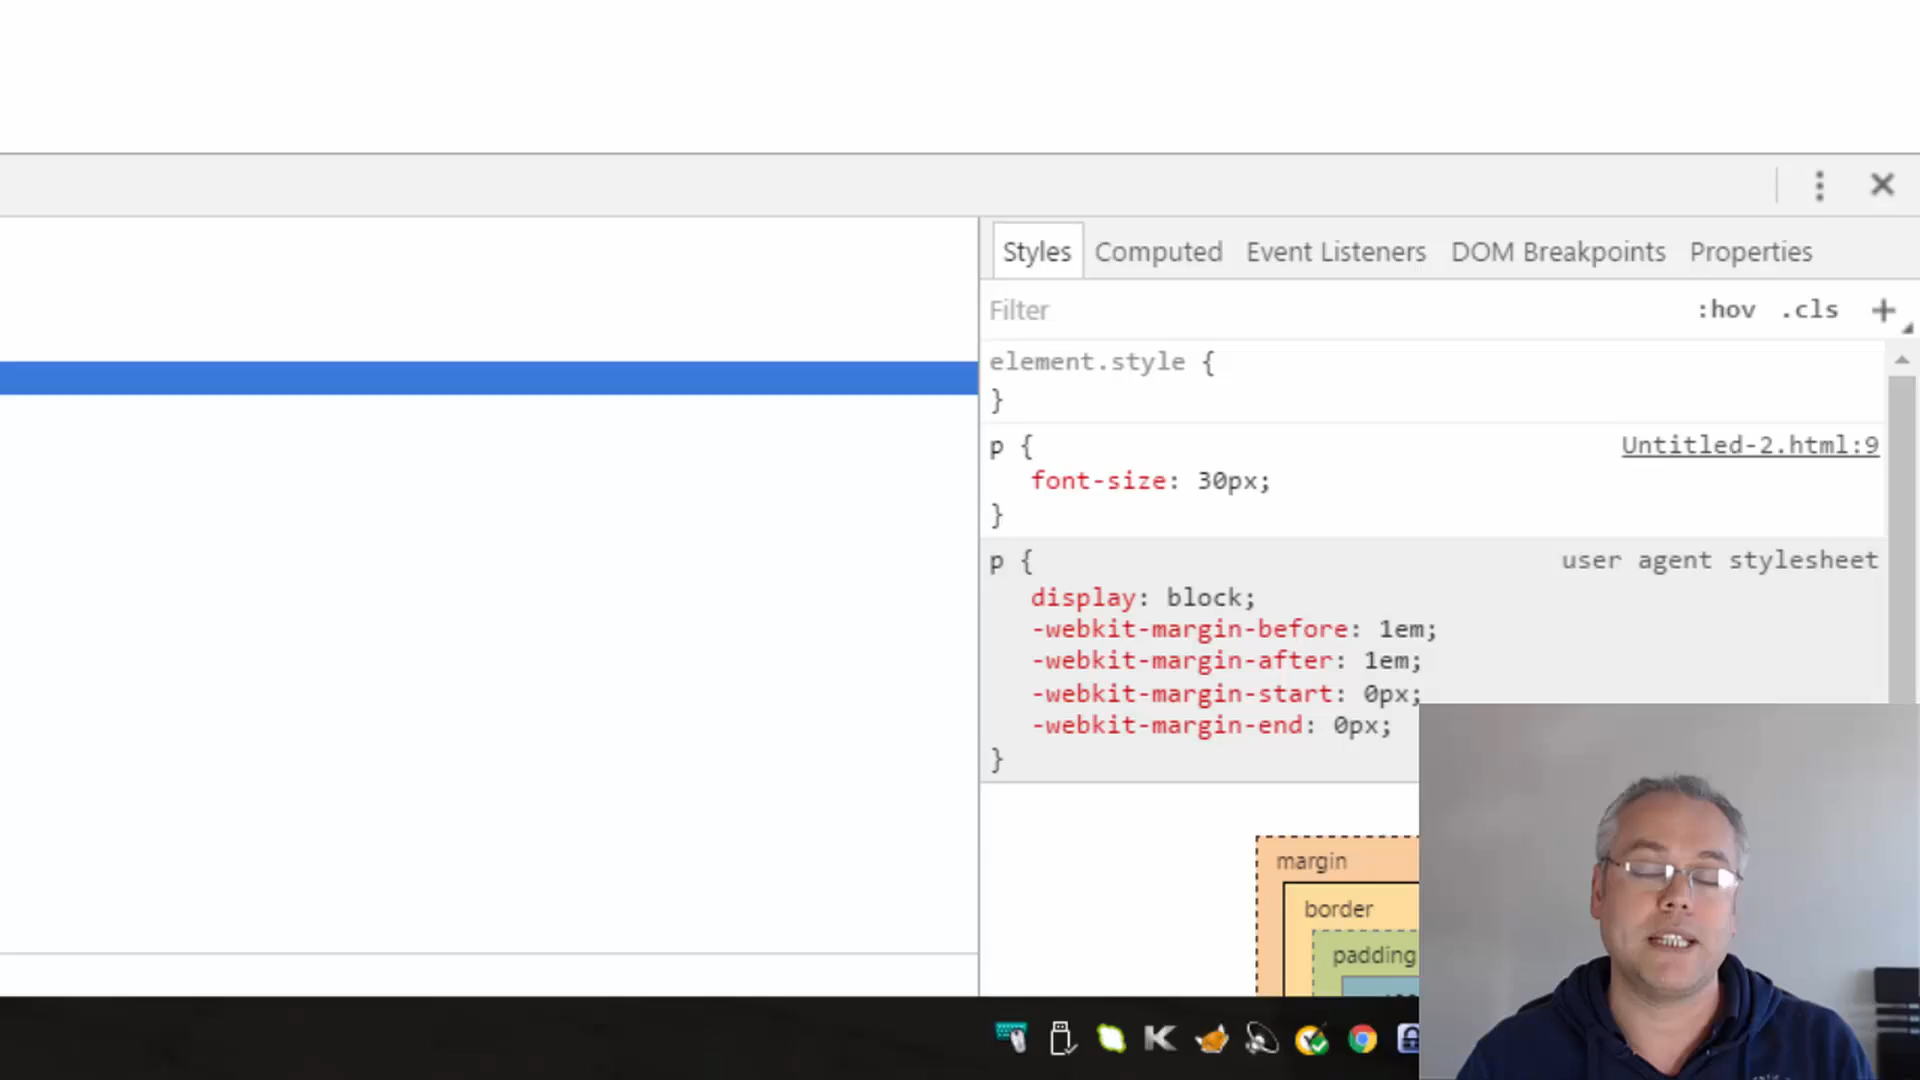 Styles Computed Event Listeners DOM Breakpoints Properties
Filter :hov .cls +
element.style {
}
p { Untitled-2.html:9
font-size: 30px;
}
p { user agent stylesheet
display: block;
-webkit-margin-before: 1em;
-webkit-margin-after: 1em;
-webkit-margin-start: 0px;
-webkit-margin-end: 0px;
}
margin
border
padding